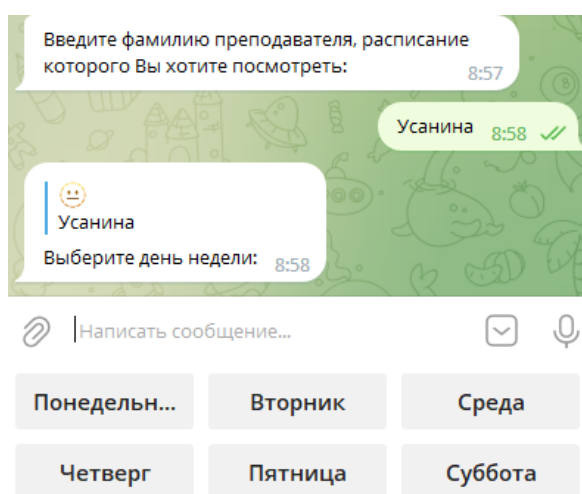 Введите фамилию преподавателя, расписание
которого Вы хотите посмотреть:
8:57
Усанина
8:58
Усанина
Выберите день недели:
8:58
Написать сообщение...
Понедельн... Вторник Среда
Четверг Пятница Суббота